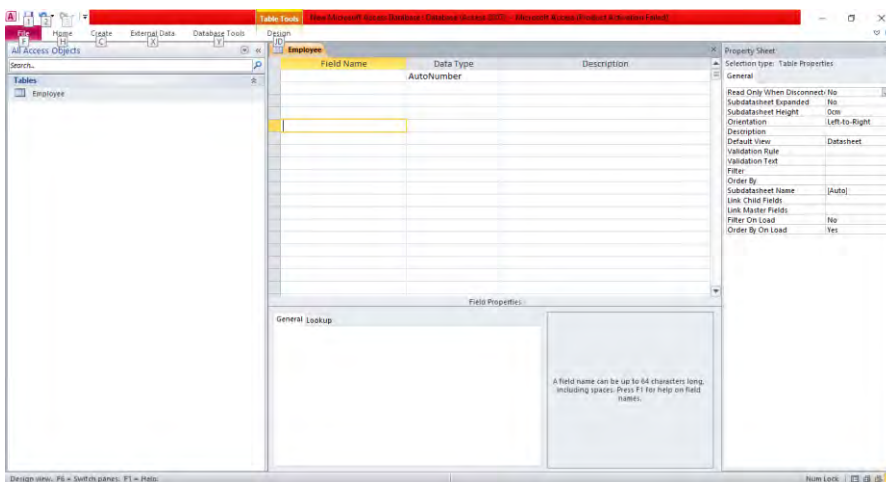 Table Tools
New Microsoft Access Database : Database (Access 2007) - Microsoft Access (Product Activation Failed)
File Home Create External Data Database Tools Design
F H C X Y JD
All Access Objects
Search..
Tables
Employee
Employee
Field Name Data Type Description
AutoNumber
Field Properties
General Lookup
A field name can be up to 64 characters long,
including spaces. Press F1 for help on field
names.
Property Sheet
Selection type: Table Properties
General
Read Only When Disconnect No
Subdatasheet Expanded No
Subdatasheet Height 0cm
Orientation Left-to-Right
Description
Default View Datasheet
Validation Rule
Validation Text
Filter
Order By
Subdatasheet Name [Auto]
Link Child Fields
Link Master Fields
Filter On Load No
Order By On Load Yes
Design view. F6 = Switch panes. F1 = Help.
Num Lock